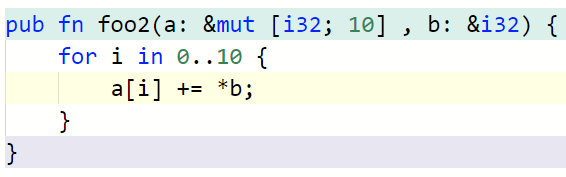 pub fn foo2(a: &mut [i32; 10] , b: &i32) {
    for i in 0..10 {
        a[i] += *b;
    }
}